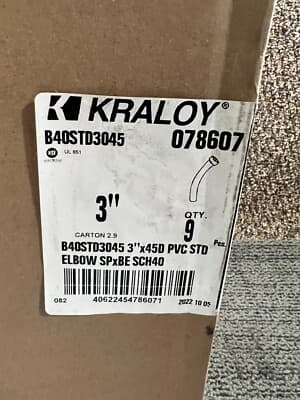 KRALOY®
B40STD3045 078607
UL 651
3"
QTY.
9 Pcs.
CARTON 2.9
B40STD3045 3"x45D PVC STD
ELBOW SPxBE SCH40
082 40622454786071 2022 10 05